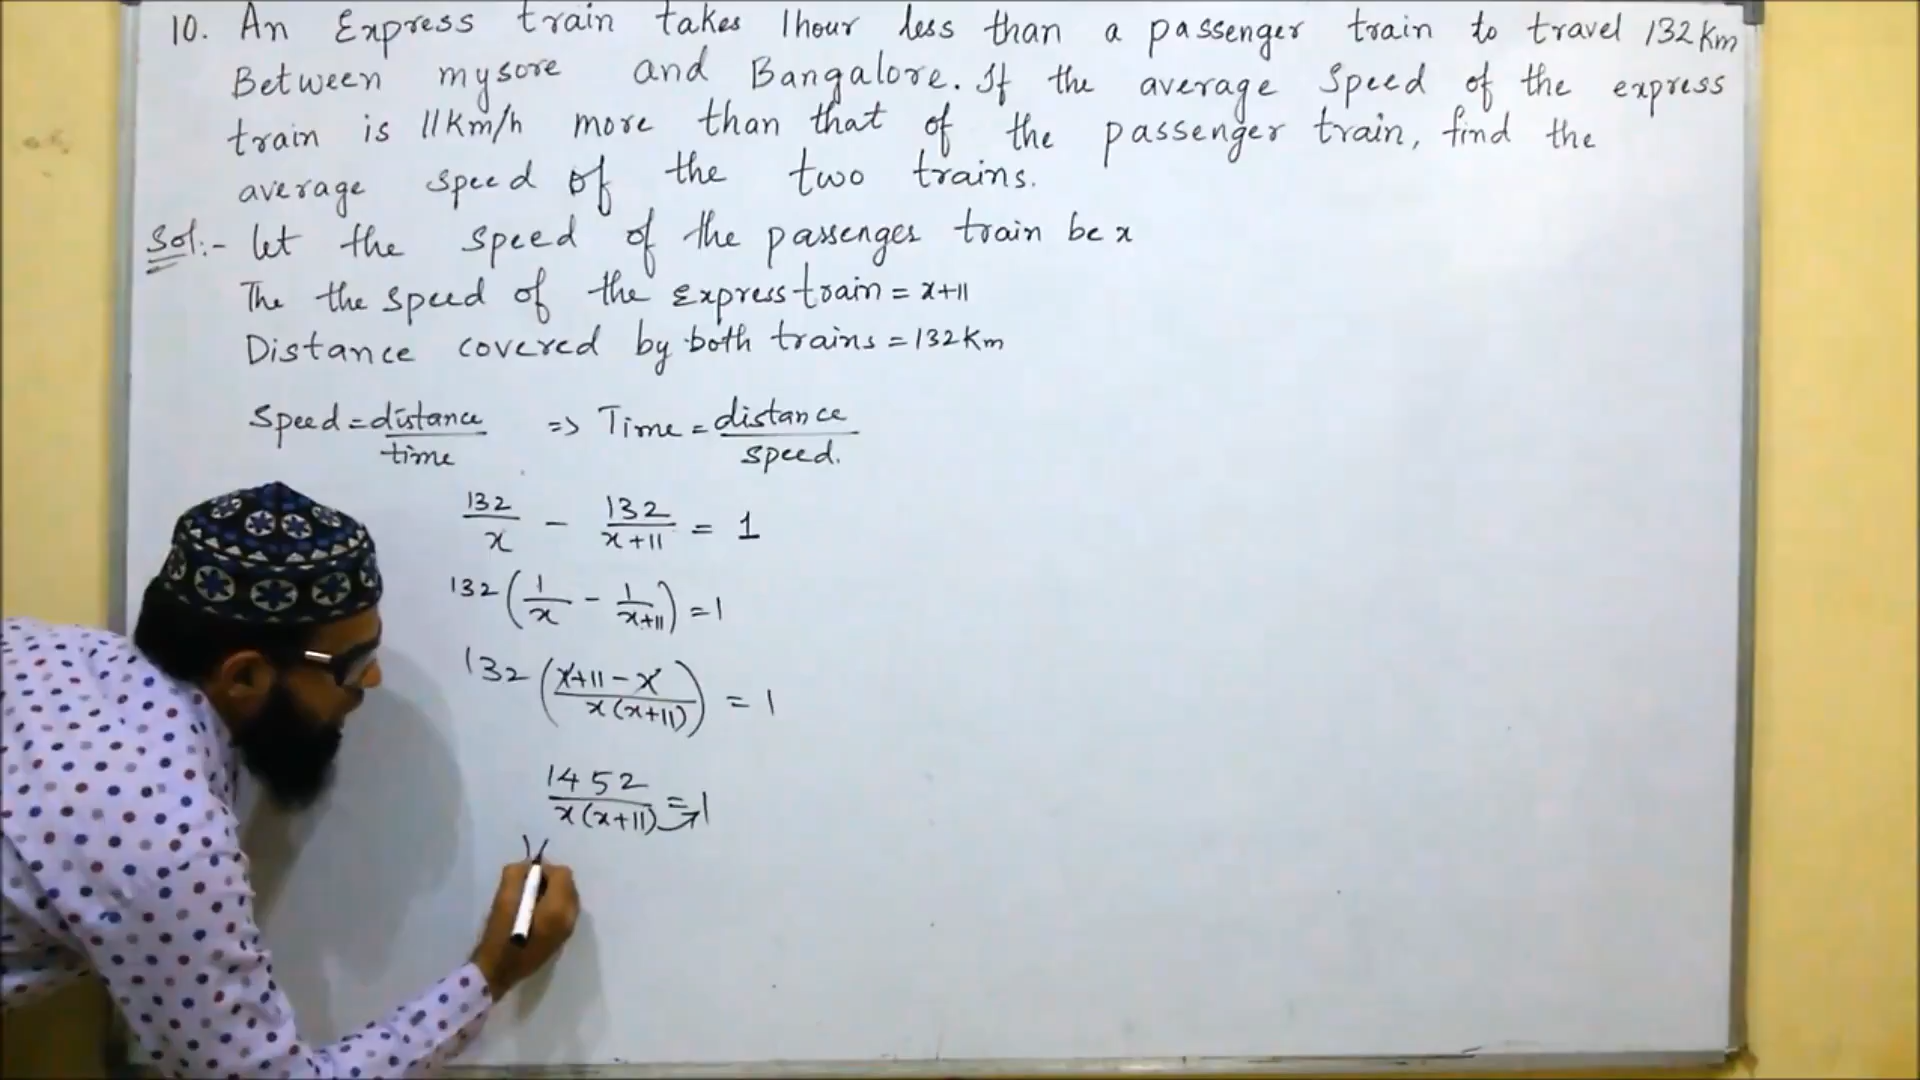 10. An Express train takes 1hour less than a passenger train to travel 132km
Between mysore and Bangalore. If the average speed of the express
train is 11km/h more than that of the passenger train, find the
average speed of the two trains.
Sol:- let the speed of the passenger train be x
The the speed of the Express train = x+11
Distance covered by both trains = 132km
Speed = distance/time => Time = distance/speed.
132/x - 132/x+11 = 1
132 (1/x - 1/x+11) = 1
132 (x+11-x/x(x+11)) = 1
1452/x(x+11) = 1